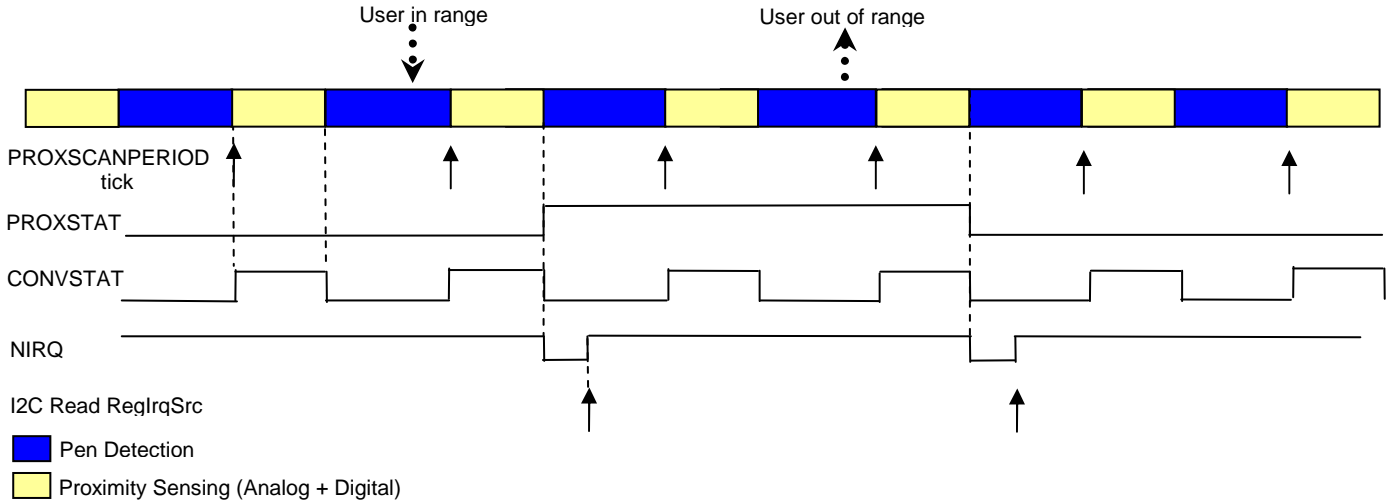 User in range
User out of range
PROXSCANPERIOD
tick
PROXSTAT
CONVSTAT
NIRQ
I2C Read RegIrqSrc
Pen Detection
Proximity Sensing (Analog + Digital)